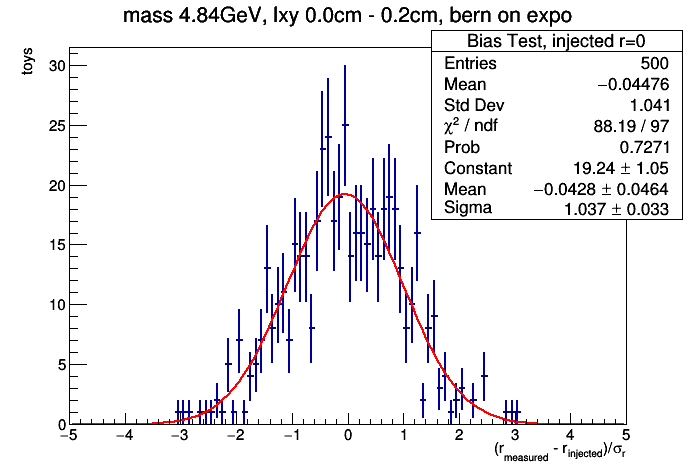 mass 4.84GeV, lxy 0.0cm - 0.2cm, bern on expo
Bias Test, injected r=0
Entries 500
Mean −0.04476
Std Dev 1.041
χ² / ndf 88.19 / 97
Prob 0.7271
Constant 19.24 ± 1.05
Mean −0.0428 ± 0.0464
Sigma 1.037 ± 0.033
toys
30
25
20
15
10
5
0
−5 −4 −3 −2 −1 0 1 2 3 4 5
(r_measured - r_injected)/σ_r